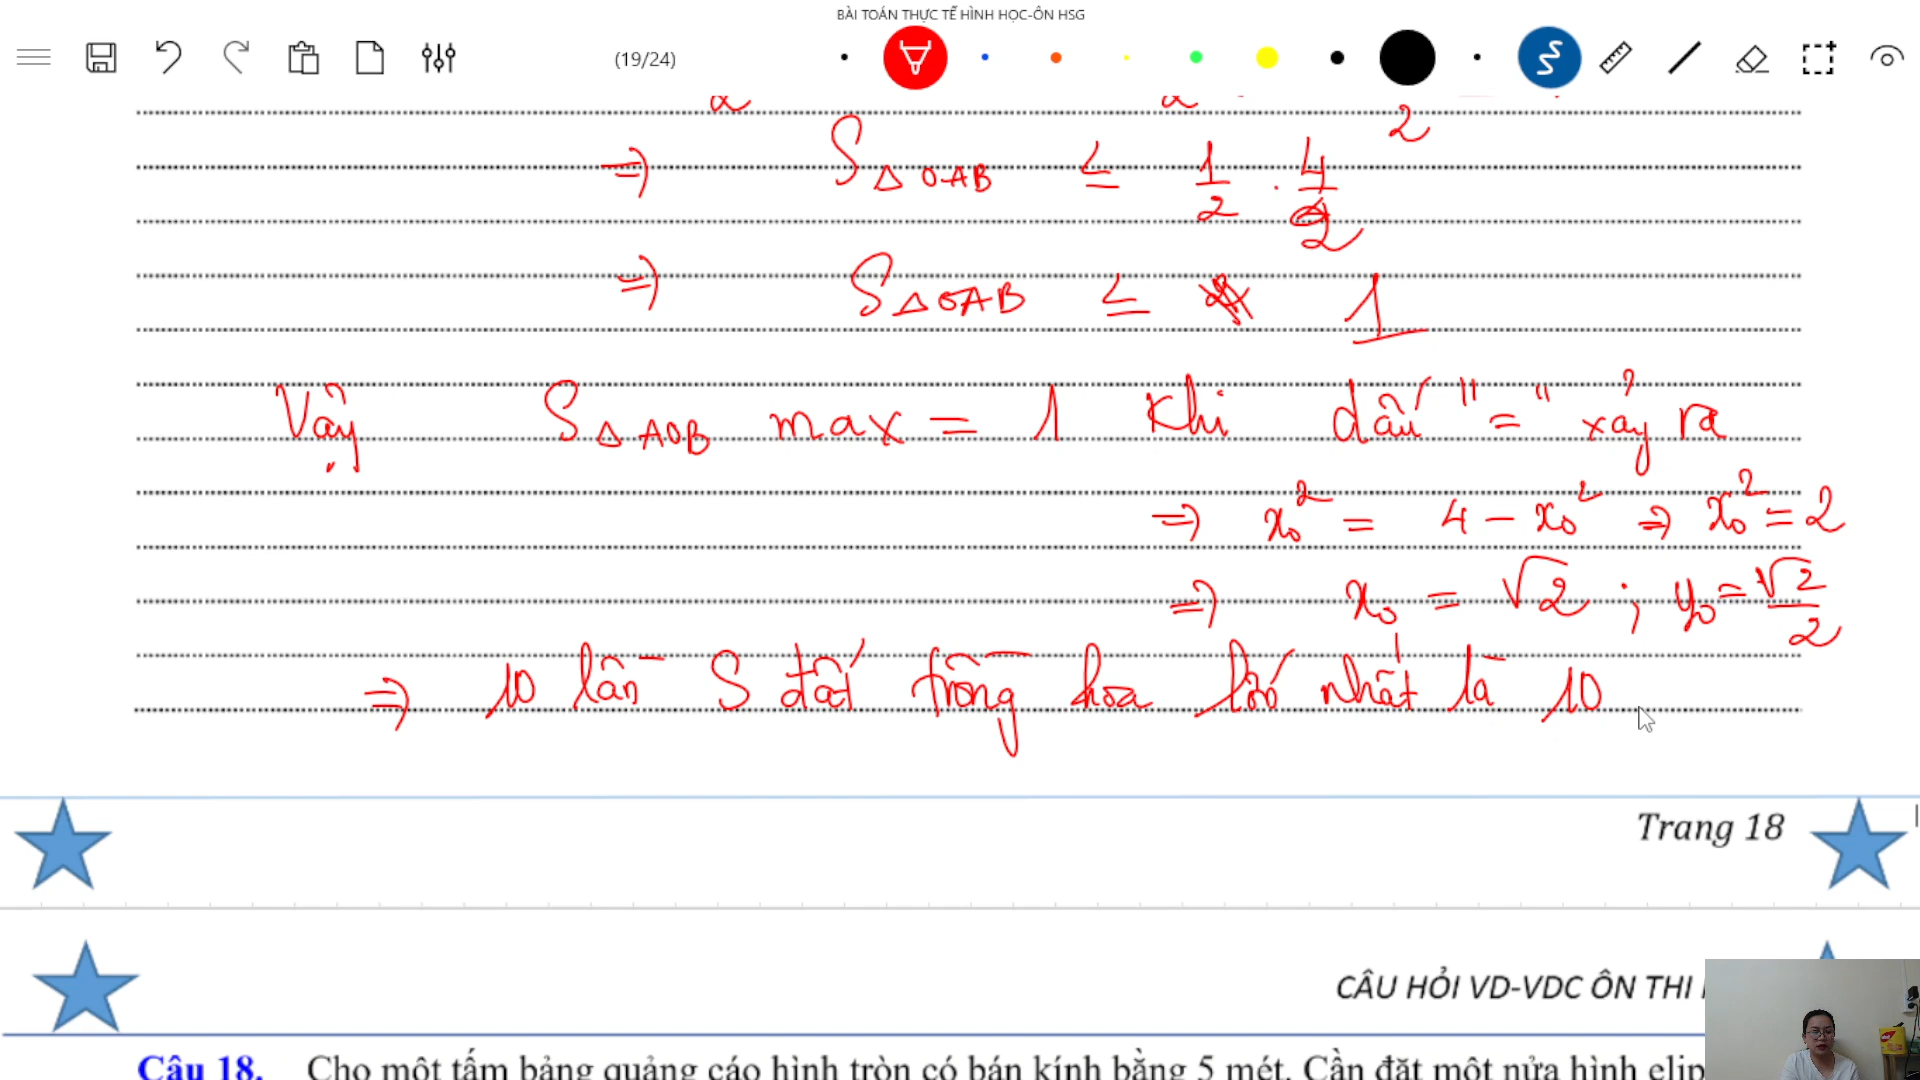 BÀI TOÁN THỰC TẾ HÌNH HỌC-ÔN HSG
(19/24)
2
⇒ S△OAB ≤ 1/2 . 4/2
⇒ S△OAB ≤ 1
Vậy S△AOB max = 1 khi dấu "=" xảy ra
⇒ x₀² = 4 − x₀² ⇒ x₀² = 2
⇒ x₀ = √2 ; y₀ = √2/2
⇒ 10 lần S đất trồng hoa lớn nhất là 10
Trang 18
CÂU HỎI VD-VDC ÔN THI
Câu 18. Cho một tấm bảng quảng cáo hình tròn có bán kính bằng 5 mét. Cần đặt một nửa hình elip